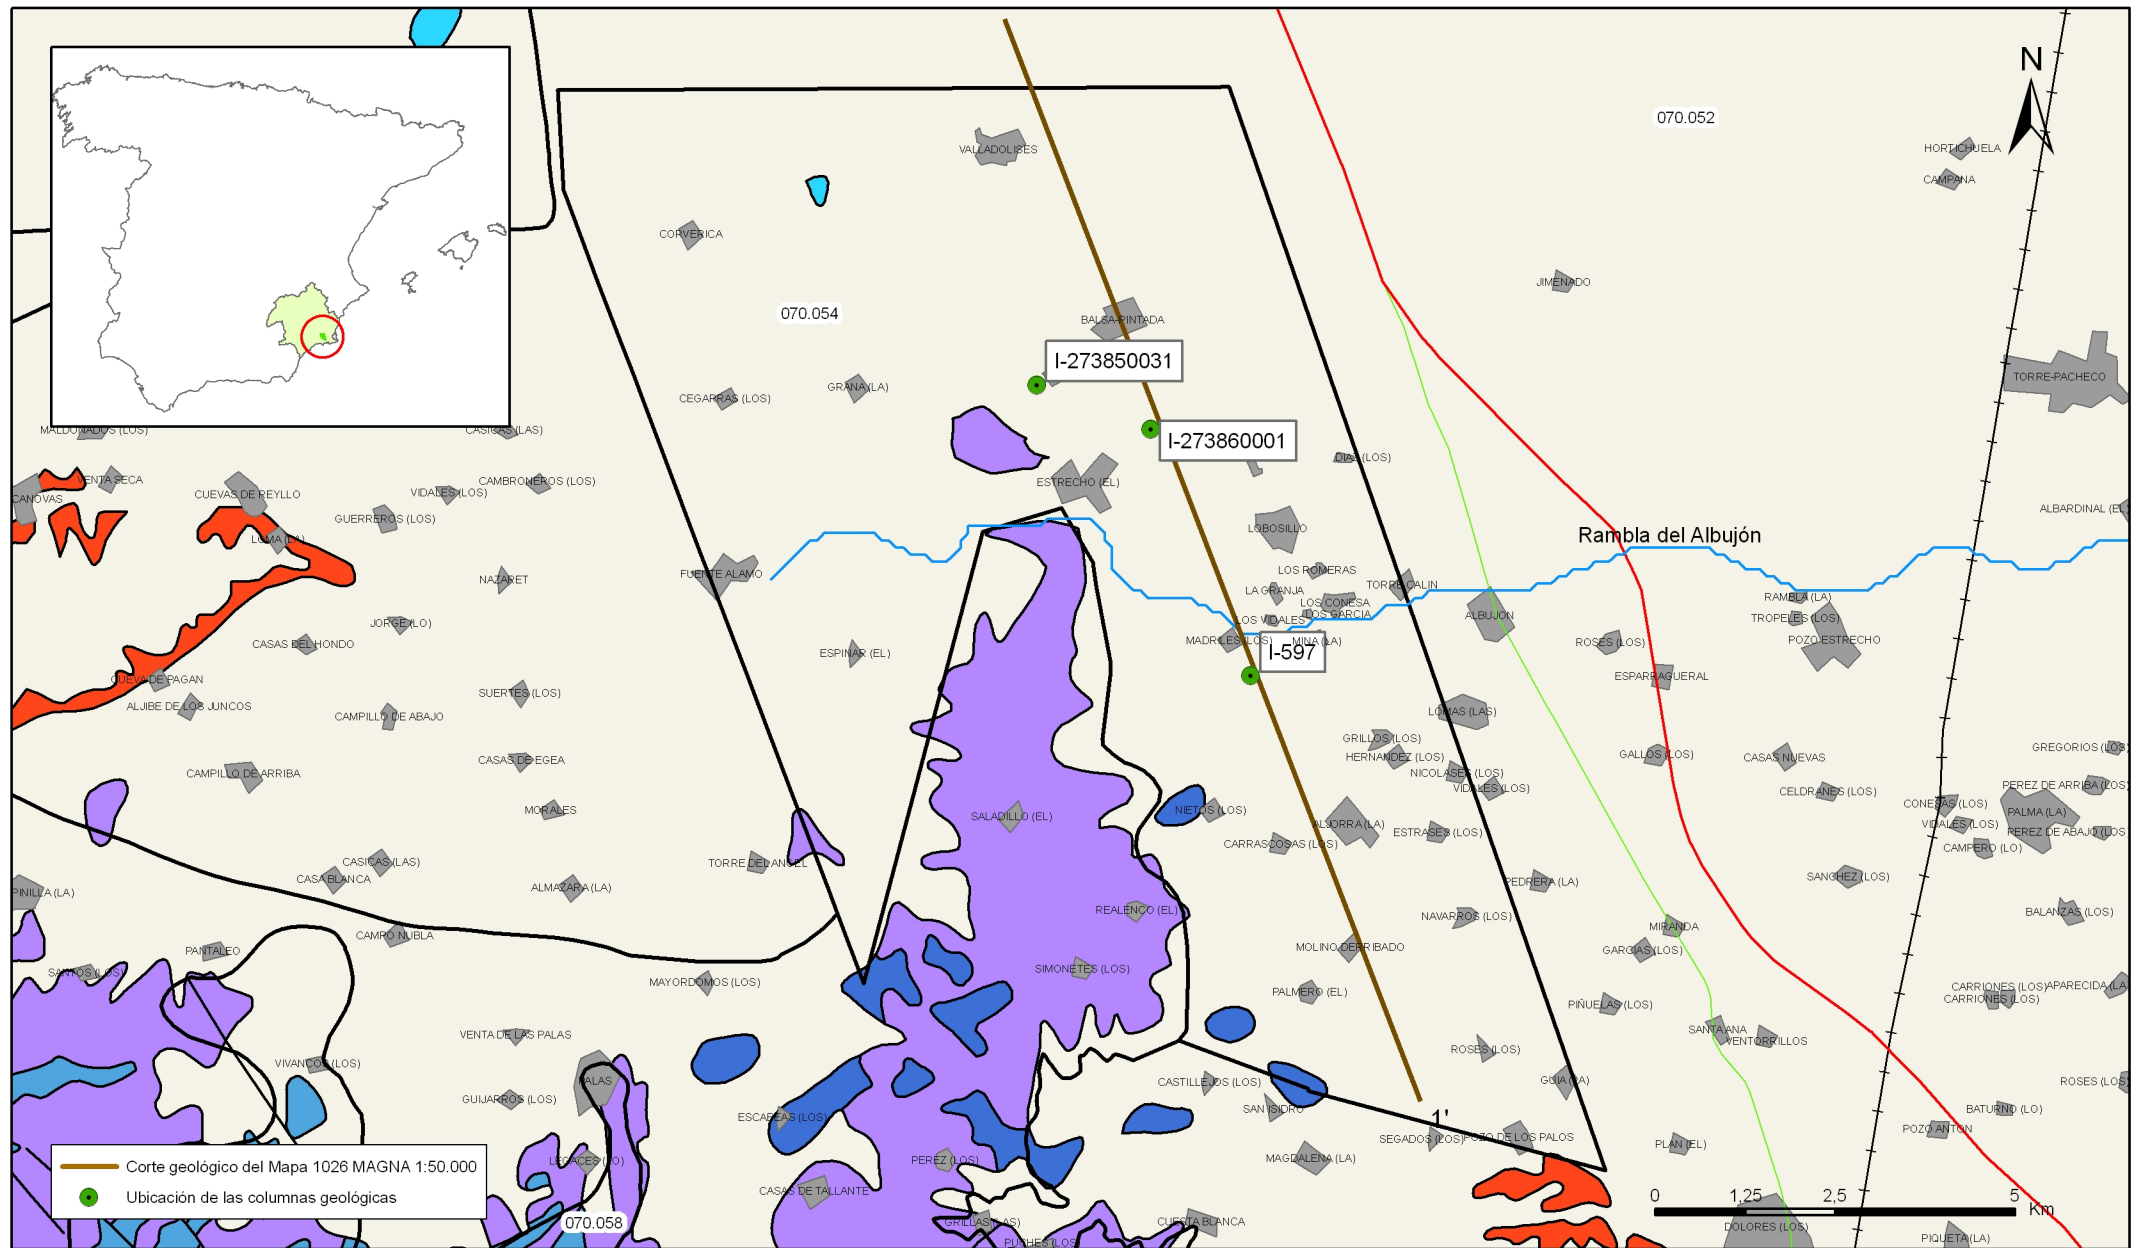 N
070.052
HORTICHUELA
CAMPANA
VALLADOLISES
CORVERICA
JIMENADO
070.054
BALSA-PINTADA
I-273850031
TORRE-PACHECO
CEGARRAS (LOS)
GRANA (LA)
MALDONADOS (LOS)
CASICAS (LAS)
I-273860001
DIAZ (LOS)
VENTA SECA
CANOVAS
CUEVAS DE REYLLO
VIDALES (LOS)
CAMBRONEROS (LOS)
ESTRECHO (EL)
GUERREROS (LOS)
LOBOSILLO
ALBARDINAL (EL)
Rambla del Albujón
LOMA (LA)
NAZARET
FUENTE ALAMO
LOS ROMERAS
LA GRANJA
TORRE CALIN
LOS CONESA
LOS GARCIA
ALBUJON
RAMBLA (LA)
TROPELES (LOS)
JORGE (LO)
LOS VIDALES
CASAS DEL HONDO
ESPINAR (EL)
MADRILES (LOS)
MINA (LA)
ROSES (LOS)
POZO ESTRECHO
I-597
CUEVA DE PAGAN
ESPARRAGUERAL
ALJIBE DE LOS JUNCOS
SUERTES (LOS)
CAMPILLO DE ABAJO
LOMAS (LAS)
GRILLOS (LOS)
HERNANDEZ (LOS)
GALLOS (LOS)
CASAS NUEVAS
GREGORIOS (LOS)
CASAS DE EGEA
CAMPILLO DE ARRIBA
NICOLASES (LOS)
VIDALES (LOS)
PEREZ DE ARRIBA (LOS)
CELDRANES (LOS)
MORALES
SALADILLO (EL)
NIETOS (LOS)
CONESAS (LOS)
PALMA (LA)
ALJORRA (LA)
ESTRASES (LOS)
VIDALES (LOS)
PEREZ DE ABAJO (LOS)
CARRASCOSAS (LOS)
CAMPERO (LO)
CASICAS (LAS)
CASA BLANCA
TORRE DEL ANGEL
ALMAZARA (LA)
PINILLA (LA)
PEDRERA (LA)
SANCHEZ (LOS)
REALENCO (EL)
NAVARROS (LOS)
BALANZAS (LOS)
MIRANDA
CAMPO NUBLA
PANTALEO
MOLINO DERRIBADO
GARCIAS (LOS)
SANTOS (LOS)
SIMONETES (LOS)
MAYORDOMOS (LOS)
PALMERO (EL)
CARRIONES (LOS)
APARECIDA (LA
CARRIONES (LOS)
PIÑUELAS (LOS)
VENTA DE LAS PALAS
SANTA ANA
VENTORRILLOS
ROSES (LOS)
VIVANCOS (LOS)
PALAS
CASTILLEJOS (LOS)
GUIA (LA)
ROSES (LOS)
GUIJARROS (LOS)
SAN ISIDRO
BATURNO (LO)
ESCABEAS (LOS)
1'
POZO ANTON
SEGADOS (LOS)
POZO DE LOS PALOS
PLAN (EL)
LEGACES (LO)
PEREZ (LOS)
MAGDALENA (LA)
Corte geológico del Mapa 1026 MAGNA 1:50.000
Ubicación de las columnas geológicas
CASAS DE TALLANTE
0 1,25 2,5 5
Km
070.058
GRILLAS (LAS)
CUESTA BLANCA
DOLORES (LOS)
PUCHES (LOS)
PIQUETA (LA)